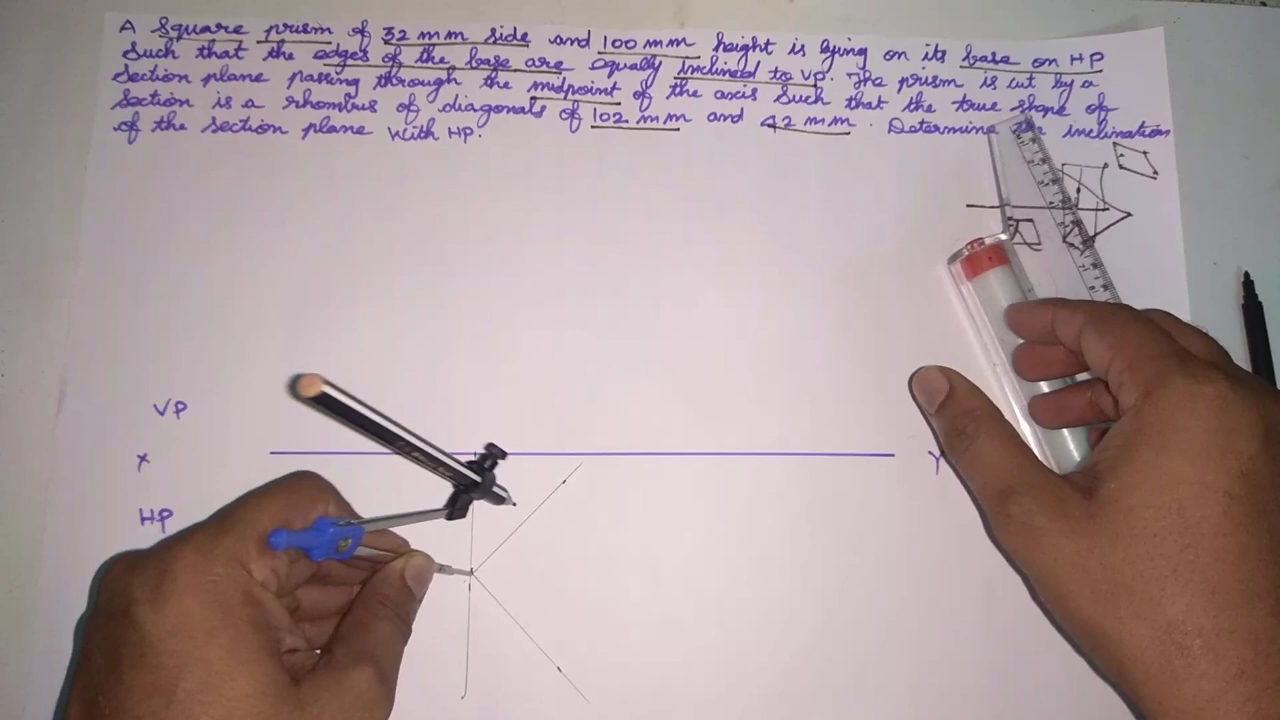 A Square prism of 32 mm side and 100 mm height is lying on its base on HP
Such that the edges of the base are equally inclined to VP. The prism is cut by a
Section plane passing through the midpoint of the axis Such that the true shape of
Section is a rhombus of diagonals of 102 mm and 42 mm. Determine inclination
of the section plane with HP.
VP
X Y
HP